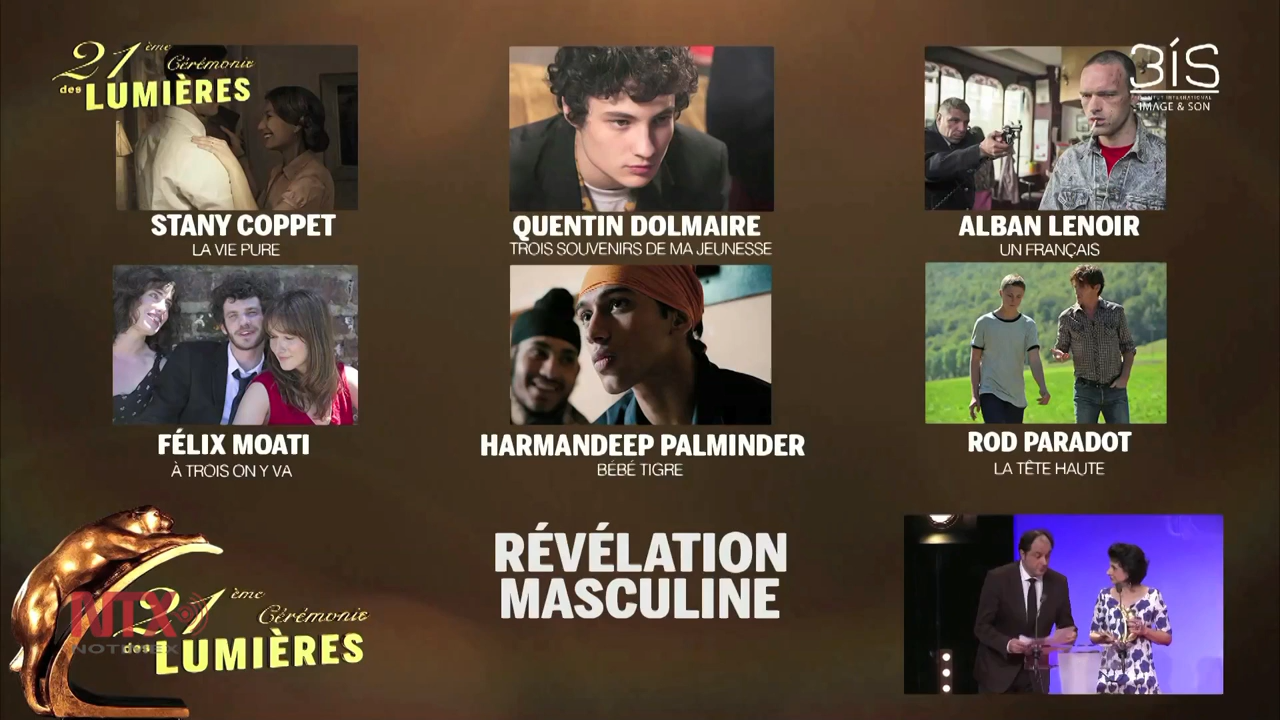 21ème Cérémonie
des LUMIÈRES
3iS
INSTITUT INTERNATIONAL
IMAGE & SON
STANY COPPET
LA VIE PURE
QUENTIN DOLMAIRE
TROIS SOUVENIRS DE MA JEUNESSE
ALBAN LENOIR
UN FRANÇAIS
FÉLIX MOATI
À TROIS ON Y VA
HARMANDEEP PALMINDER
BÉBÉ TIGRE
ROD PARADOT
LA TÊTE HAUTE
RÉVÉLATION
MASCULINE
NTX
21ème Cérémonie
des LUMIÈRES